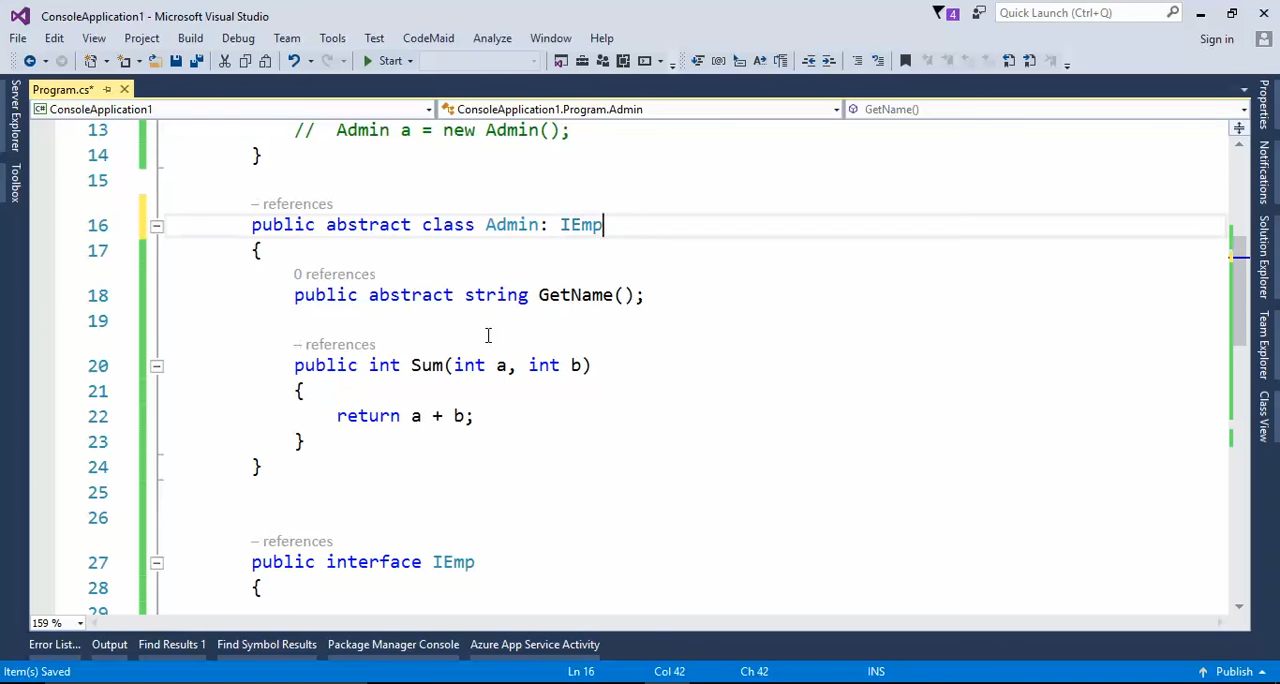 ConsoleApplication1 - Microsoft Visual Studio
4
Quick Launch (Ctrl+Q)
File Edit View Project Build Debug Team Tools Test CodeMaid Analyze Window Help
Sign in
Start
Program.cs*
ConsoleApplication1 ConsoleApplication1.Program.Admin GetName()
Server Explorer
Toolbox
Properties
Notifications
Solution Explorer
Team Explorer
Class View
13 // Admin a = new Admin();
14 }
15
– references
16 public abstract class Admin: IEmp
17 {
0 references
18 public abstract string GetName();
19
– references
20 public int Sum(int a, int b)
21 {
22 return a + b;
23 }
24 }
25
26
– references
27 public interface IEmp
28 {
29
159 %
Error List... Output Find Results 1 Find Symbol Results Package Manager Console Azure App Service Activity
Item(s) Saved Ln 16 Col 42 Ch 42 INS Publish